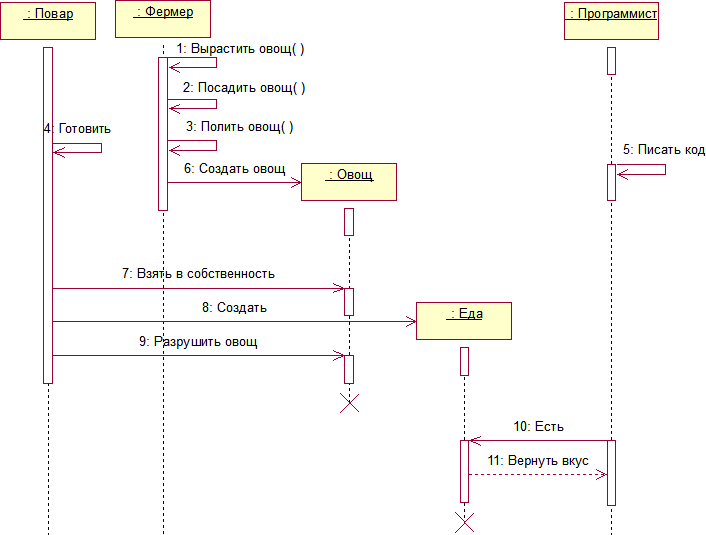 : Повар
: Фермер
: Программист
1: Вырастить овощ( )
2: Посадить овощ( )
3: Полить овощ( )
4: Готовить
5: Писать код
6: Создать овощ
: Овощ
7: Взять в собственность
8: Создать
: Еда
9: Разрушить овощ
10: Есть
11: Вернуть вкус